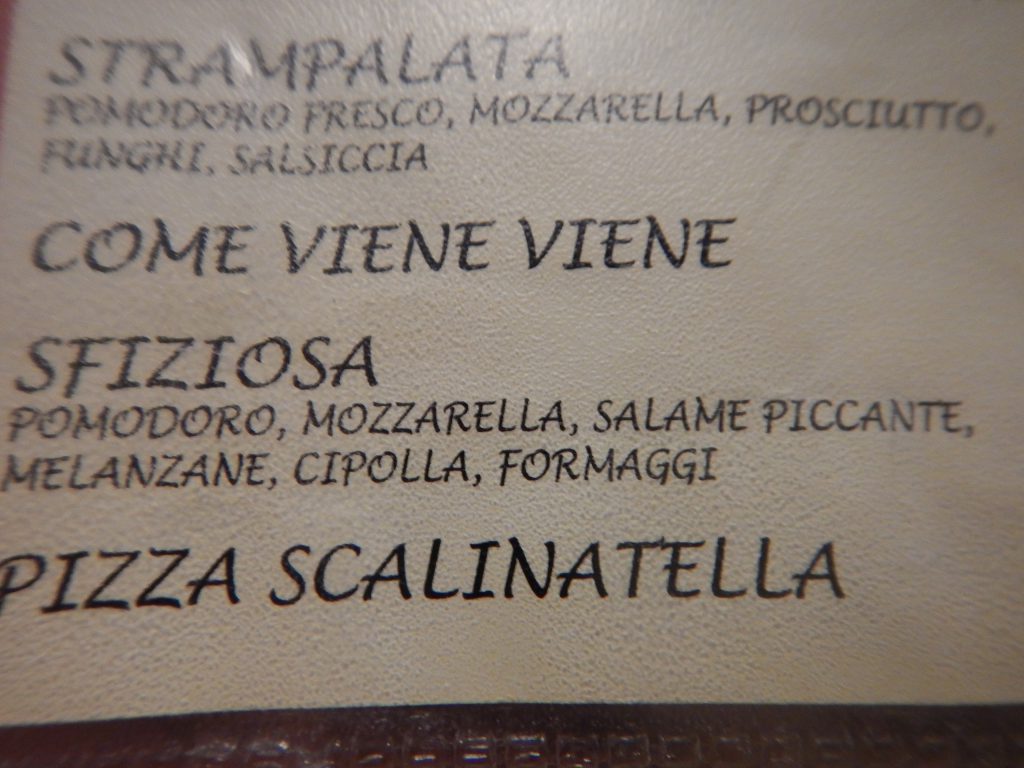 STRAMPALATA
POMODORO FRESCO, MOZZARELLA, PROSCIUTTO,
FUNGHI, SALSICCIA
COME VIENE VIENE
SFIZIOSA
POMODORO, MOZZARELLA, SALAME PICCANTE,
MELANZANE, CIPOLLA, FORMAGGI
PIZZA SCALINATELLA